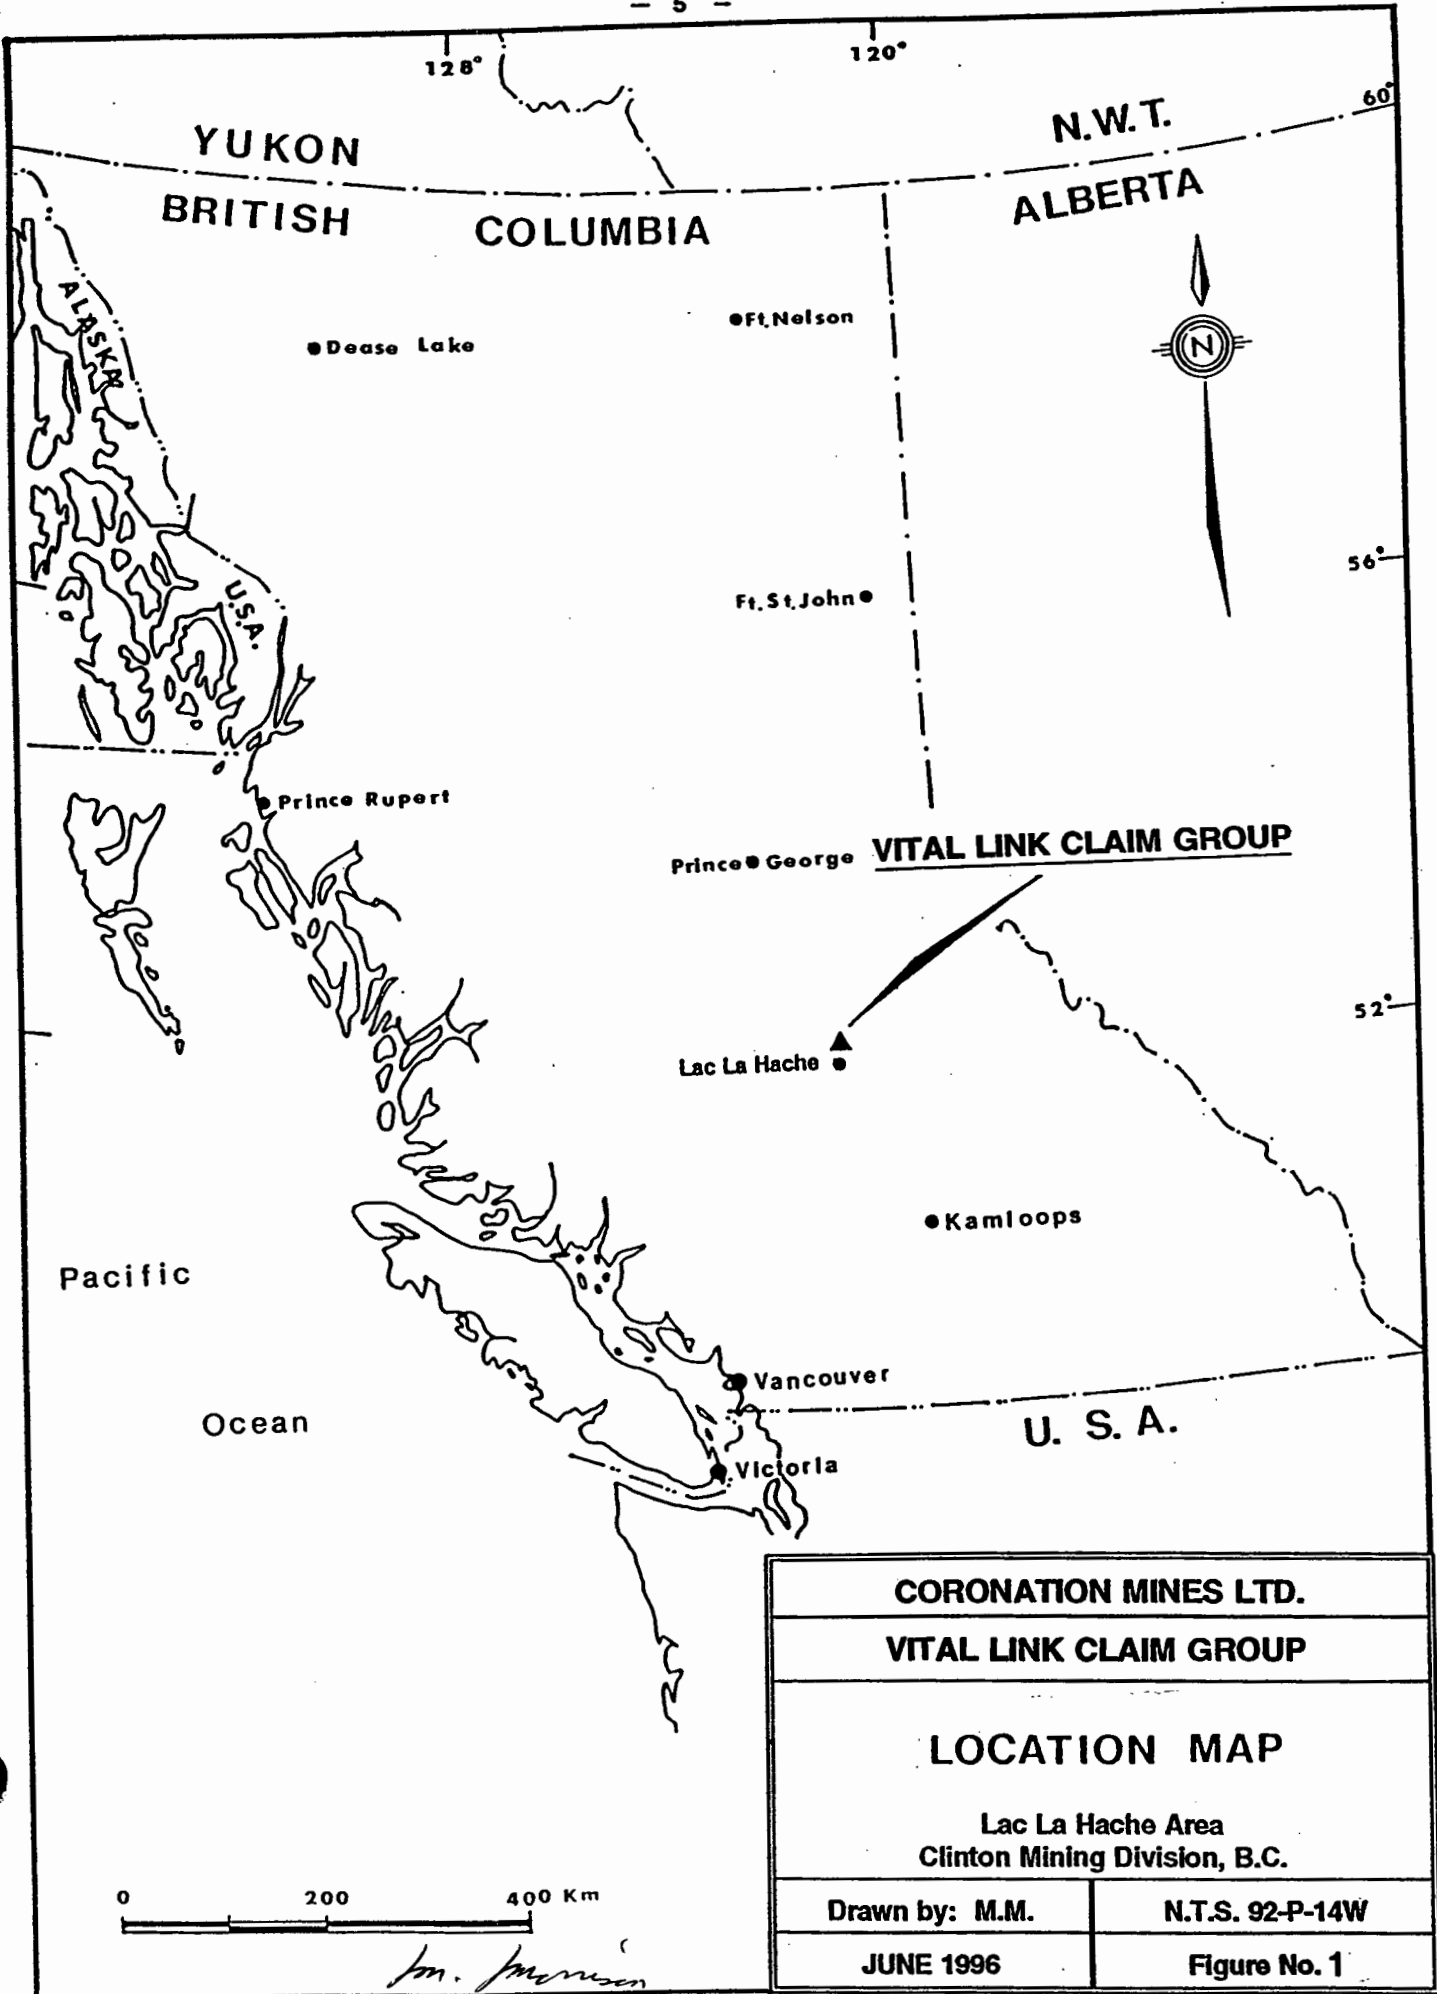 — 5 —
128°
120°
60°
YUKON
N.W.T.
BRITISH COLUMBIA
ALBERTA
ALASKA
Ft. Nelson
Dease Lake
N
56°
U.S.A.
Ft. St. John
Prince Rupert
Prince George
VITAL LINK CLAIM GROUP
52°
Lac La Hache
Kamloops
Pacific
Ocean
Vancouver
U. S. A.
Victoria
CORONATION MINES LTD.
VITAL LINK CLAIM GROUP
LOCATION MAP
Lac La Hache Area
Clinton Mining Division, B.C.
Drawn by: M.M.
N.T.S. 92-P-14W
JUNE 1996
Figure No. 1
0 200 400 Km
m. Morrison